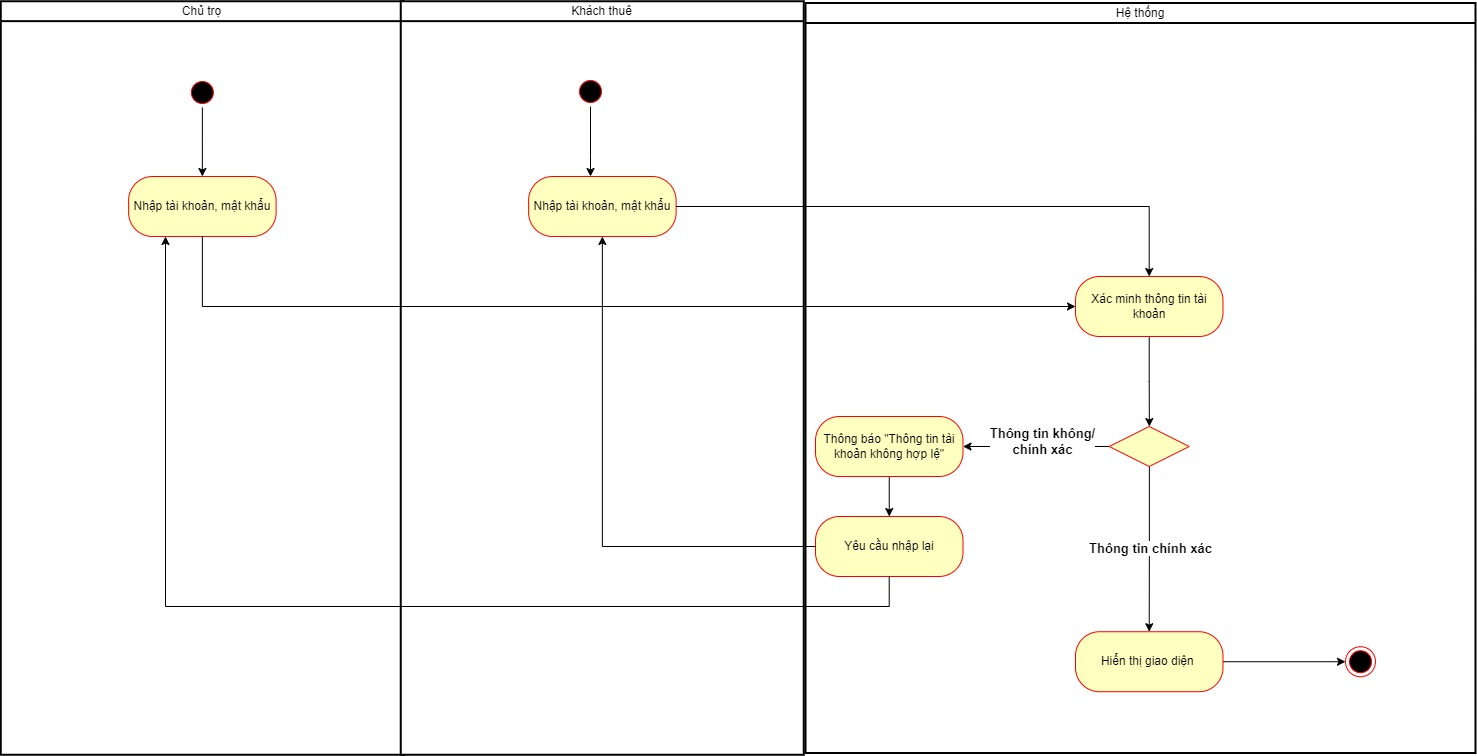 Chủ trọ
Khách thuê
Hệ thống
Nhập tài khoản, mật khẩu
Nhập tài khoản, mật khẩu
Xác minh thông tin tài
khoản
Thông báo "Thông tin tài
khoản không hợp lệ"
Thông tin không/
chính xác
Yêu cầu nhập lại
Thông tin chính xác
Hiển thị giao diện